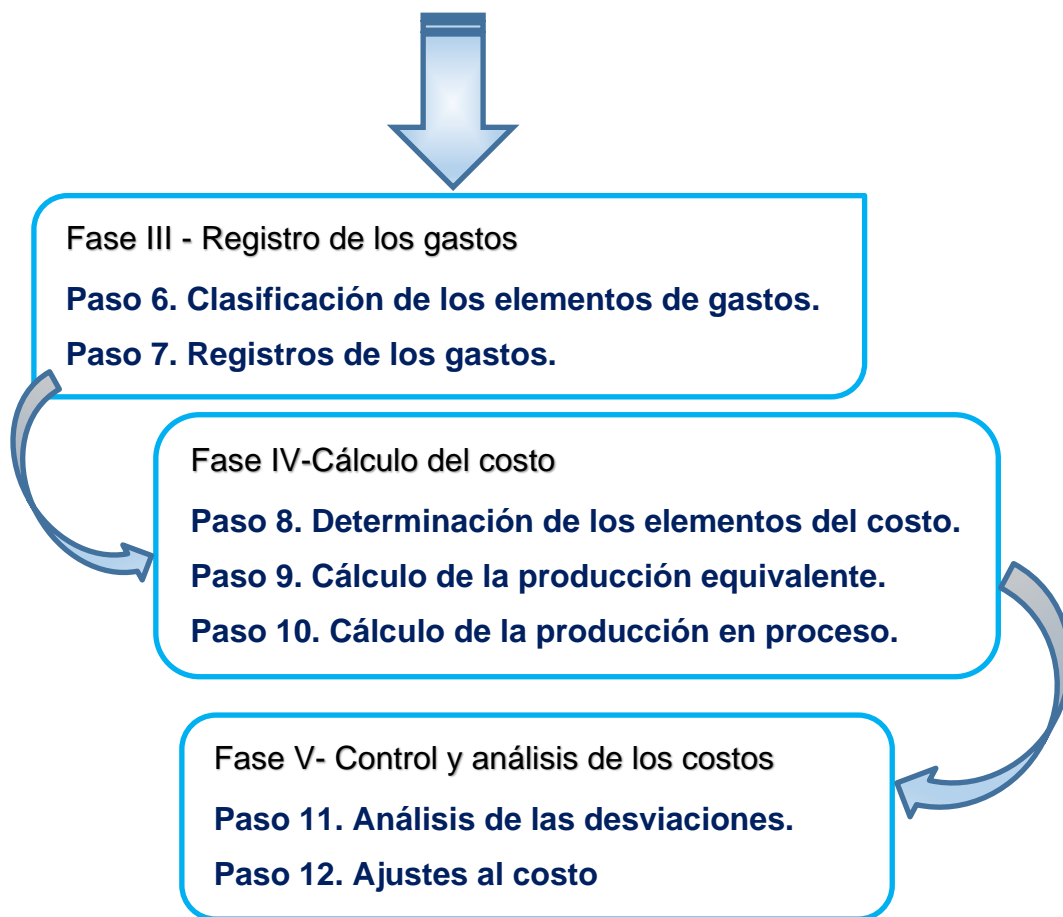 Fase III - Registro de los gastos
Paso 6. Clasificación de los elementos de gastos.
Paso 7. Registros de los gastos.
Fase IV-Cálculo del costo
Paso 8. Determinación de los elementos del costo.
Paso 9. Cálculo de la producción equivalente.
Paso 10. Cálculo de la producción en proceso.
Fase V- Control y análisis de los costos
Paso 11. Análisis de las desviaciones.
Paso 12. Ajustes al costo